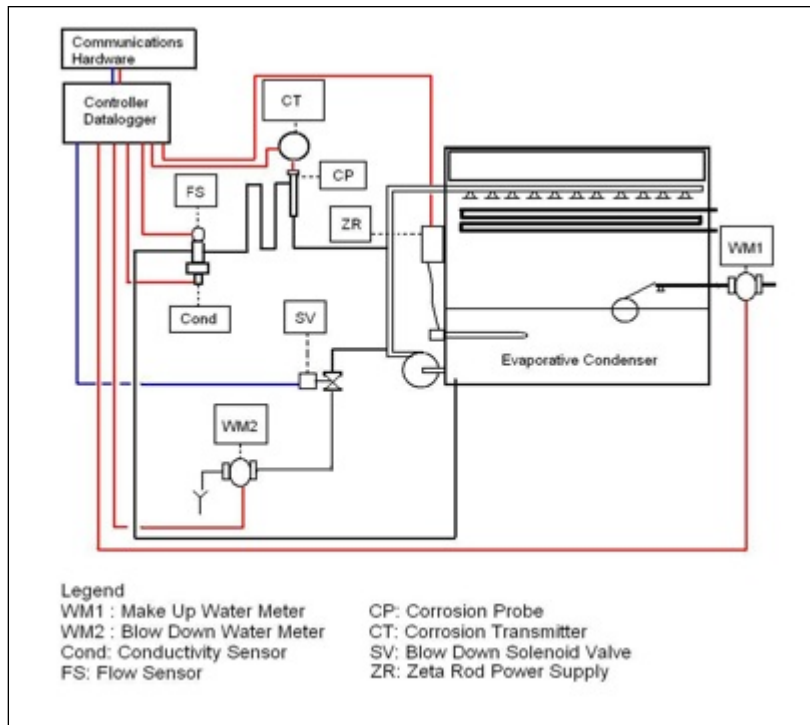 Communications
Hardware
Controller
Datalogger
CT
CP
FS
ZR
WM1
Cond
SV
Evaporative Condenser
WM2
Legend
WM1 : Make Up Water Meter
WM2 : Blow Down Water Meter
Cond: Conductivity Sensor
FS: Flow Sensor
CP: Corrosion Probe
CT: Corrosion Transmitter
SV: Blow Down Solenoid Valve
ZR: Zeta Rod Power Supply